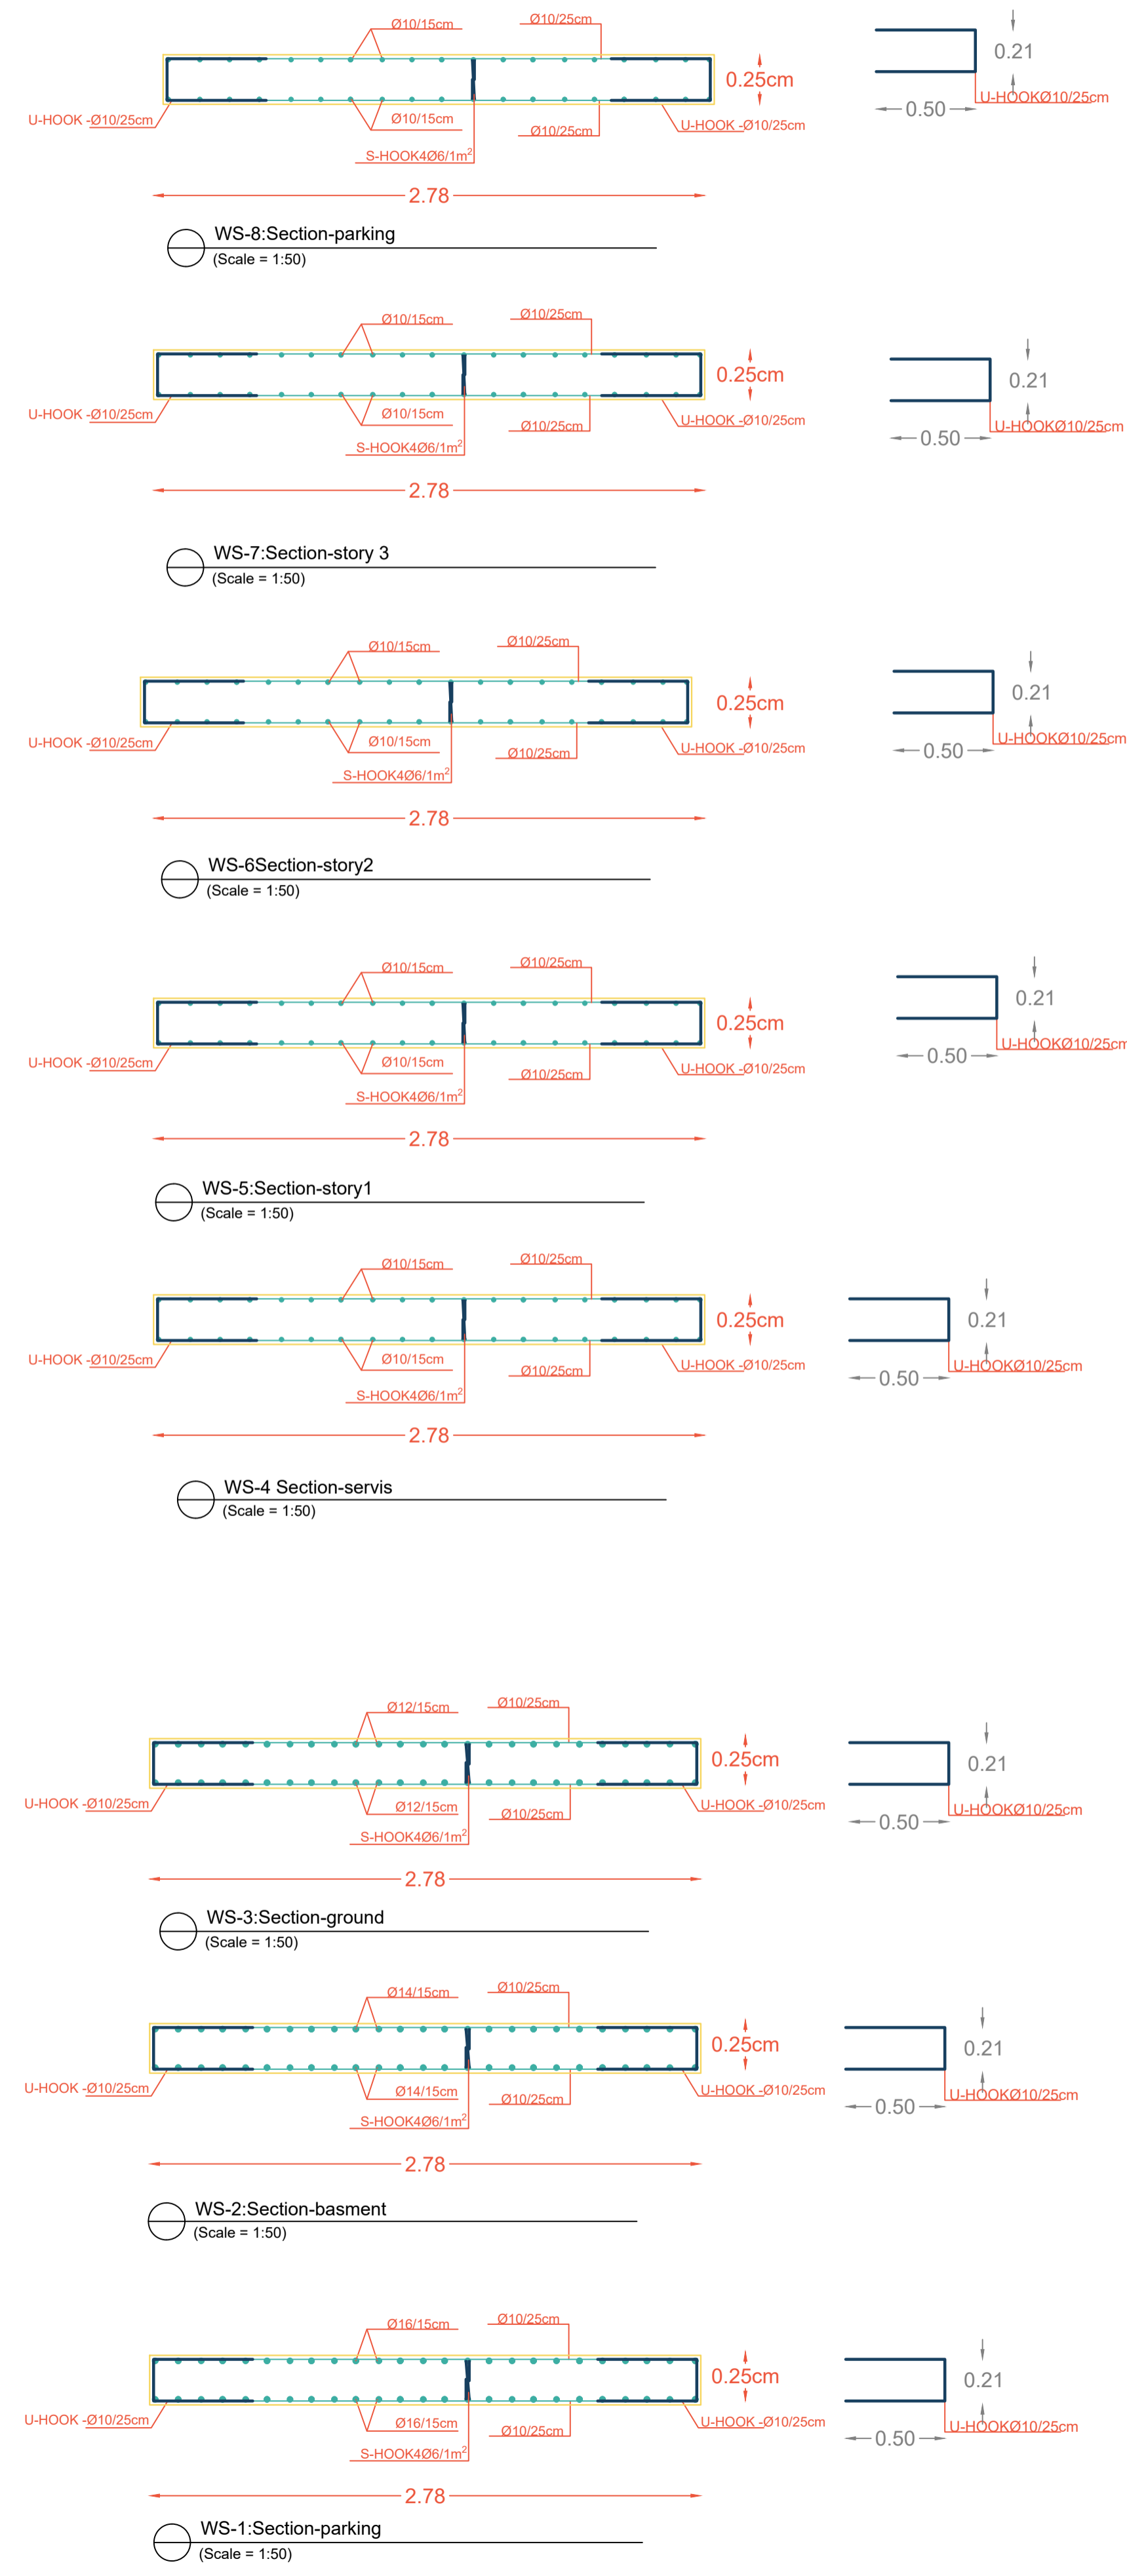 Ø10/15cm
Ø10/25cm
0.25cm
U-HOOK -Ø10/25cm
Ø10/15cm
Ø10/25cm
U-HOOK -Ø10/25cm
S-HOOK4Ø6/1m²
2.78
0.21
U-HOOKØ10/25cm
0.50
WS-8:Section-parking
(Scale = 1:50)
Ø10/15cm
Ø10/25cm
0.25cm
U-HOOK -Ø10/25cm
Ø10/15cm
Ø10/25cm
U-HOOK -Ø10/25cm
S-HOOK4Ø6/1m²
2.78
0.21
U-HOOKØ10/25cm
0.50
WS-7:Section-story 3
(Scale = 1:50)
Ø10/15cm
Ø10/25cm
0.25cm
U-HOOK -Ø10/25cm
Ø10/15cm
Ø10/25cm
U-HOOK -Ø10/25cm
S-HOOK4Ø6/1m²
2.78
0.21
U-HOOKØ10/25cm
0.50
WS-6Section-story2
(Scale = 1:50)
Ø10/15cm
Ø10/25cm
0.25cm
U-HOOK -Ø10/25cm
Ø10/15cm
Ø10/25cm
U-HOOK -Ø10/25cm
S-HOOK4Ø6/1m²
2.78
0.21
U-HOOKØ10/25cm
0.50
WS-5:Section-story1
(Scale = 1:50)
Ø10/15cm
Ø10/25cm
0.25cm
U-HOOK -Ø10/25cm
Ø10/15cm
Ø10/25cm
U-HOOK -Ø10/25cm
S-HOOK4Ø6/1m²
2.78
0.21
U-HOOKØ10/25cm
0.50
WS-4 Section-servis
(Scale = 1:50)
Ø12/15cm
Ø10/25cm
0.25cm
U-HOOK -Ø10/25cm
Ø12/15cm
Ø10/25cm
U-HOOK -Ø10/25cm
S-HOOK4Ø6/1m²
2.78
0.21
U-HOOKØ10/25cm
0.50
WS-3:Section-ground
(Scale = 1:50)
Ø14/15cm
Ø10/25cm
0.25cm
U-HOOK -Ø10/25cm
Ø14/15cm
Ø10/25cm
U-HOOK -Ø10/25cm
S-HOOK4Ø6/1m²
2.78
0.21
U-HOOKØ10/25cm
0.50
WS-2:Section-basment
(Scale = 1:50)
Ø16/15cm
Ø10/25cm
0.25cm
U-HOOK -Ø10/25cm
Ø16/15cm
Ø10/25cm
U-HOOK -Ø10/25cm
S-HOOK4Ø6/1m²
2.78
0.21
U-HOOKØ10/25cm
0.50
WS-1:Section-parking
(Scale = 1:50)